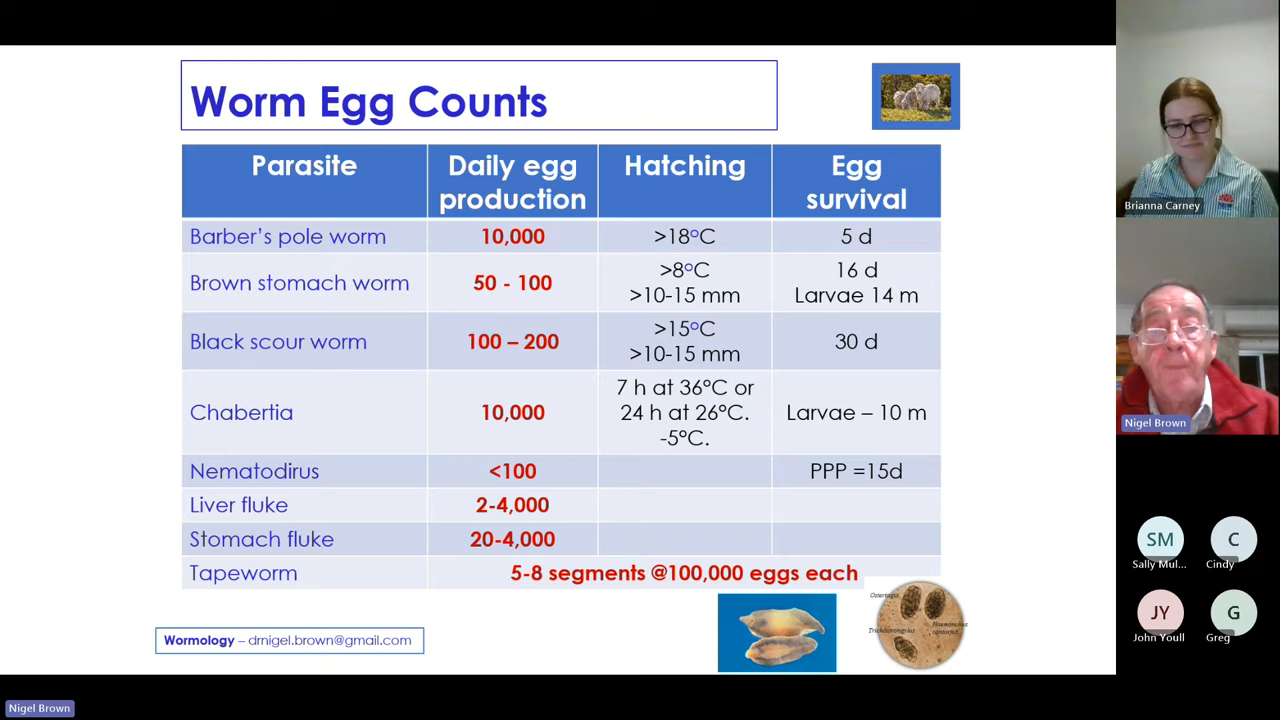 Worm Egg Counts
Parasite
Daily egg
production
Hatching
Egg
survival
Barber's pole worm
10,000
>18°C
5 d
Brown stomach worm
50 - 100
>8°C
>10-15 mm
16 d
Larvae 14 m
Black scour worm
100 – 200
>15°C
>10-15 mm
30 d
Chabertia
10,000
7 h at 36°C or
24 h at 26°C.
-5°C.
Larvae – 10 m
Nematodirus
<100
PPP =15d
Liver fluke
2-4,000
Stomach fluke
20-4,000
Tapeworm
5-8 segments @100,000 eggs each
Ostertagia
Trichostrongylus
Haemonchus
contortus
Wormology – drnigel.brown@gmail.com
Nigel Brown
Brianna Carney
Nigel Brown
SM
Sally Mul...
C
Cindy
JY
John Youll
G
Greg